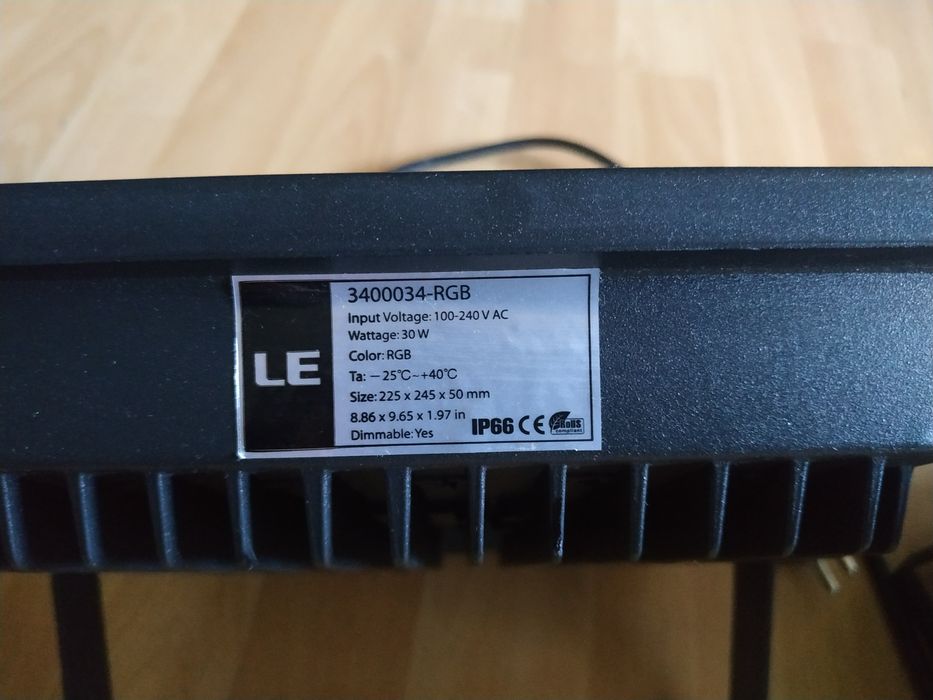 LE
3400034-RGB
Input Voltage: 100-240 V AC
Wattage: 30 W
Color: RGB
Ta: －25℃~+40℃
Size: 225 x 245 x 50 mm
8.86 x 9.65 x 1.97 in
Dimmable: Yes
IP66 CE RoHS
compliant